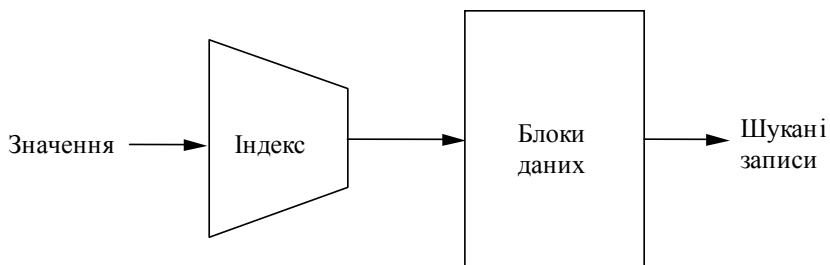 Значення
Індекс
Блоки
даних
Шукані
записи